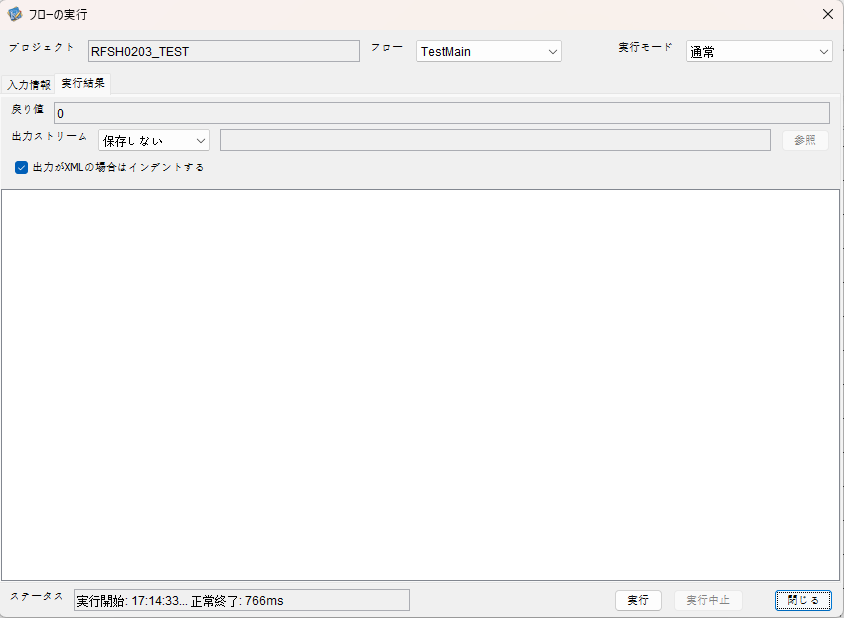 フローの実行
プロジェクト RFSH0203_TEST フロー TestMain 実行モード 通常
入力情報 実行結果
戻り値 0
出力ストリーム 保存しない 参照
出力がXMLの場合はインデントする
ステータス 実行開始: 17:14:33... 正常終了: 766ms 実行 実行中止 閉じる